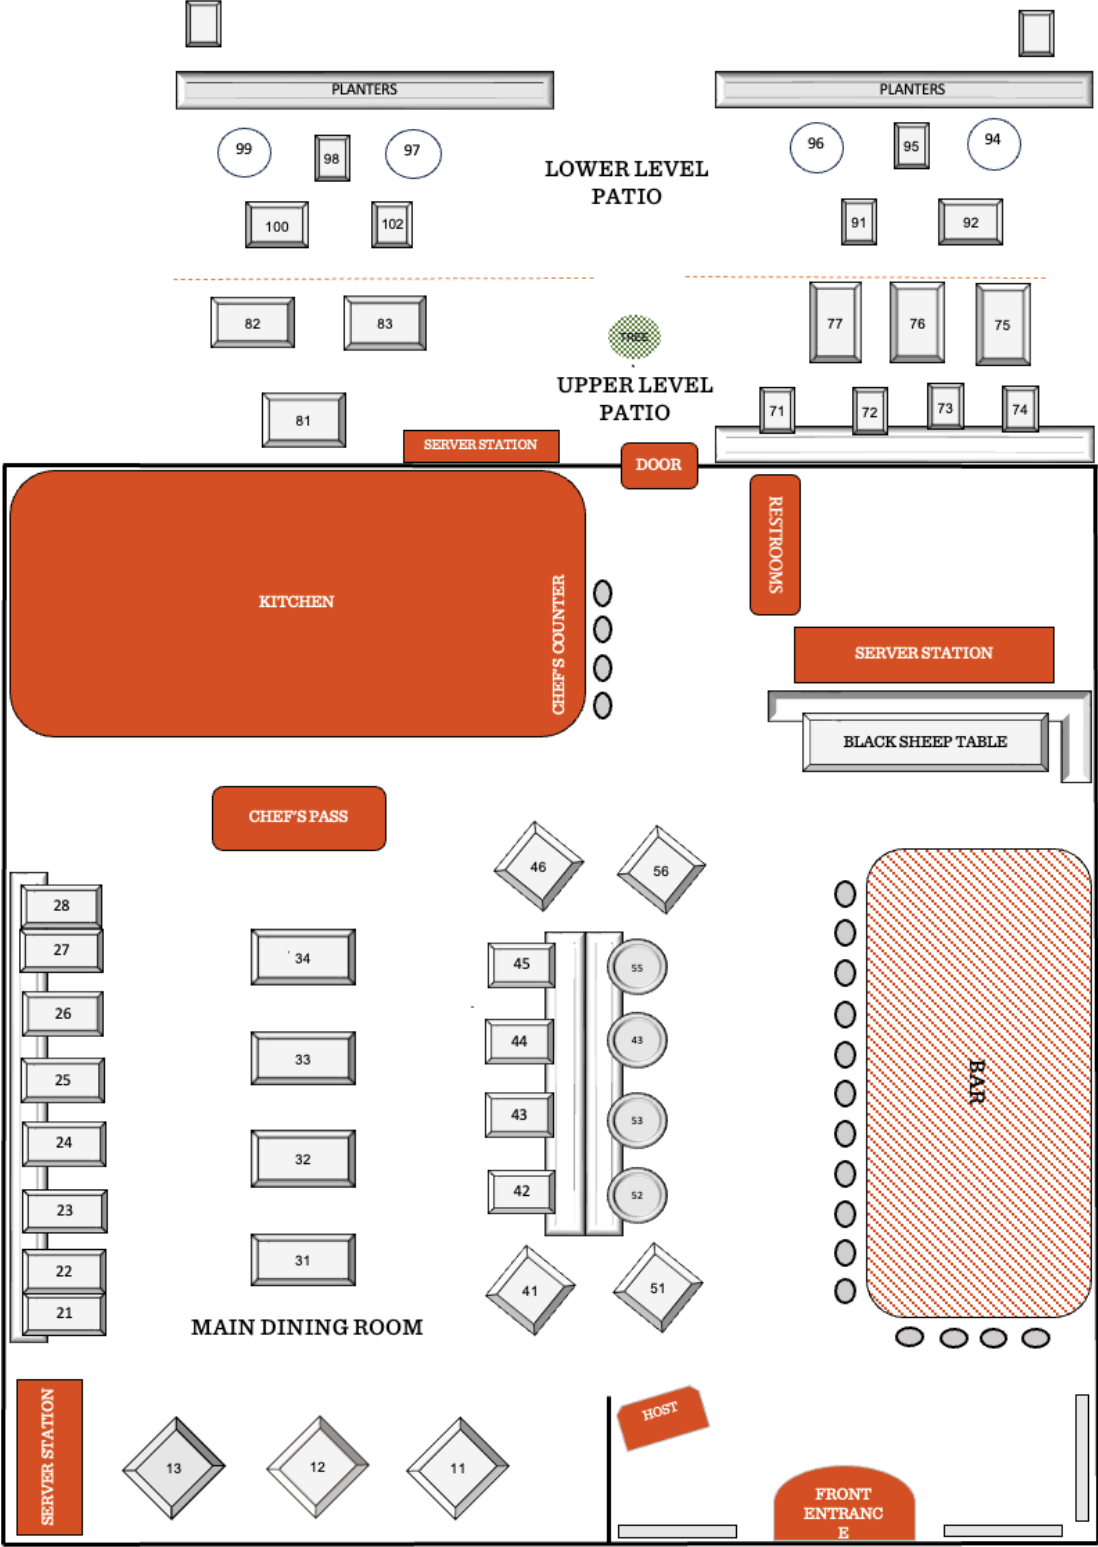 PLANTERS
PLANTERS
99
98
97
96
95
94
LOWER LEVEL
PATIO
100
102
91
92
82
83
77
76
75
TREE
UPPER LEVEL
PATIO
81
71
72
73
74
SERVER STATION
DOOR
RESTROOMS
KITCHEN
CHEF'S COUNTER
SERVER STATION
BLACK SHEEP TABLE
CHEF'S PASS
46
56
28
27
34
45
55
26
44
43
33
25
BAR
43
53
24
32
42
52
23
22
31
41
51
21
MAIN DINING ROOM
HOST
SERVER STATION
13
12
11
FRONT
ENTRANC
E